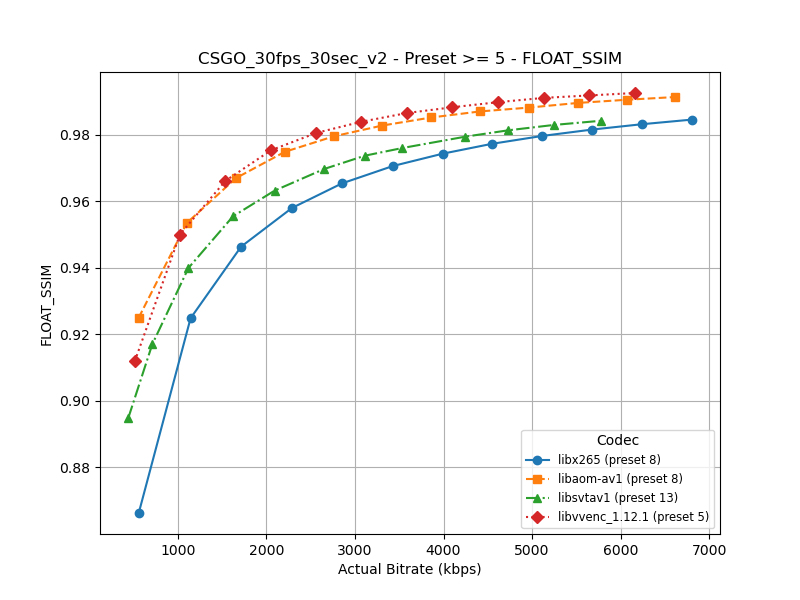 CSGO_30fps_30sec_v2 - Preset >= 5 - FLOAT_SSIM
FLOAT_SSIM
0.98
0.96
0.94
0.92
0.90
0.88
Codec
libx265 (preset 8)
libaom-av1 (preset 8)
libsvtav1 (preset 13)
libvvenc_1.12.1 (preset 5)
1000 2000 3000 4000 5000 6000 7000
Actual Bitrate (kbps)